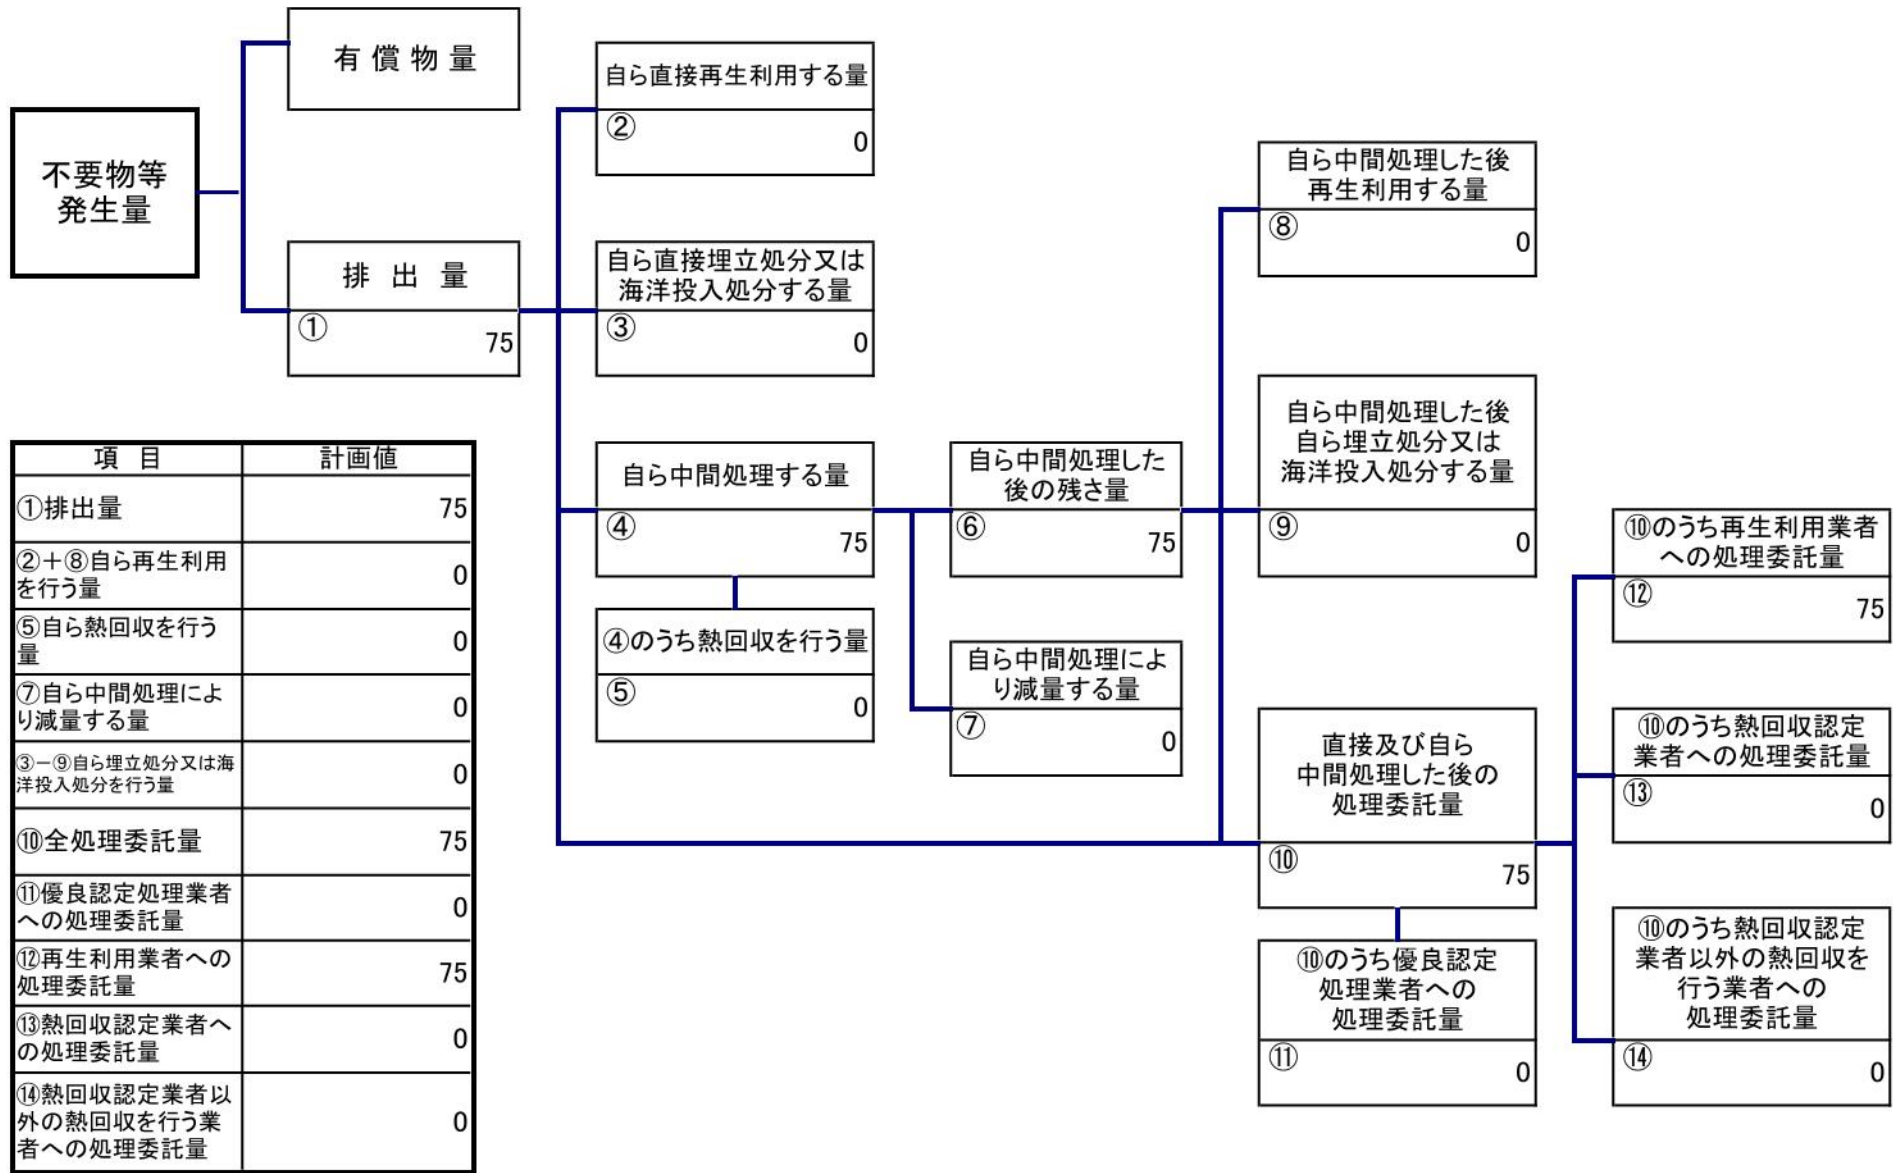 有償物量
不要物等
発生量
排出量
①
75
自ら直接再生利用する量
②
0
自ら直接埋立処分又は
海洋投入処分する量
③
0
自ら中間処理する量
④
75
④のうち熱回収を行う量
⑤
0
自ら中間処理した
後の残さ量
⑥
75
自ら中間処理によ
り減量する量
⑦
0
自ら中間処理した後
再生利用する量
⑧
0
自ら中間処理した後
自ら埋立処分又は
海洋投入処分する量
⑨
0
直接及び自ら
中間処理した後の
処理委託量
⑩
75
⑩のうち優良認定
処理業者への
処理委託量
⑪
0
⑩のうち再生利用業者
への処理委託量
⑫
75
⑩のうち熱回収認定
業者への処理委託量
⑬
0
⑩のうち熱回収認定
業者以外の熱回収を
行う業者への
処理委託量
⑭
0
項 目 計画値
①排出量 75
②＋⑧自ら再生利用
を行う量 0
⑤自ら熱回収を行う
量 0
⑦自ら中間処理によ
り減量する量 0
③－⑨自ら埋立処分又は海
洋投入処分を行う量 0
⑩全処理委託量 75
⑪優良認定処理業者
への処理委託量 0
⑫再生利用業者への
処理委託量 75
⑬熱回収認定業者へ
の処理委託量 0
⑭熱回収認定業者以
外の熱回収を行う業
者への処理委託量 0